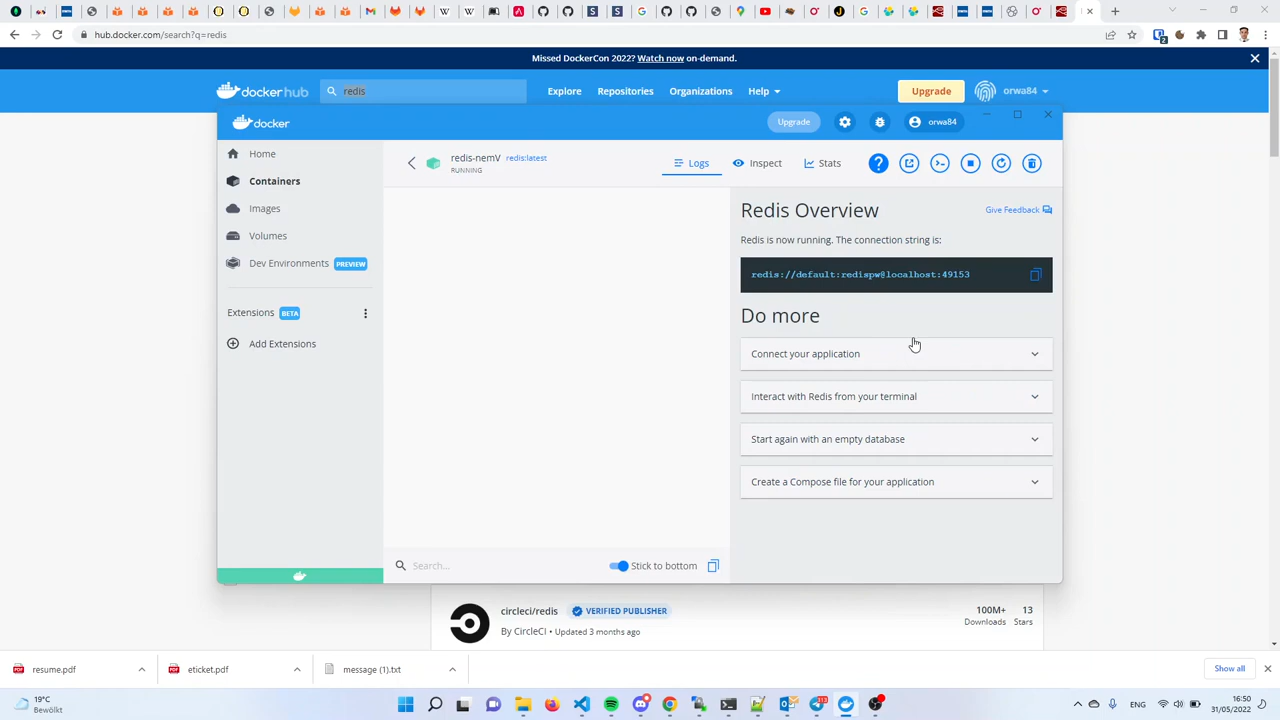 hub.docker.com/search?q=redis
2
Missed DockerCon 2022? Watch now on-demand.
dockerhub
redis
Explore
Repositories
Organizations
Help
Upgrade
orwa84
docker
Upgrade
orwa84
Home
Containers
Images
Volumes
Dev Environments
PREVIEW
Extensions
BETA
Add Extensions
redis-nemV
redis:latest
RUNNING
Logs
Inspect
Stats
Redis Overview
Give Feedback
Redis is now running. The connection string is:
redis://default:redispw@localhost:49153
Do more
Connect your application
Interact with Redis from your terminal
Start again with an empty database
Create a Compose file for your application
Search...
Stick to bottom
circleci/redis
VERIFIED PUBLISHER
By CircleCI • Updated 3 months ago
100M+
Downloads
13
Stars
resume.pdf
eticket.pdf
message (1).txt
Show all
19°C
Bewölkt
ENG
16:50
31/05/2022